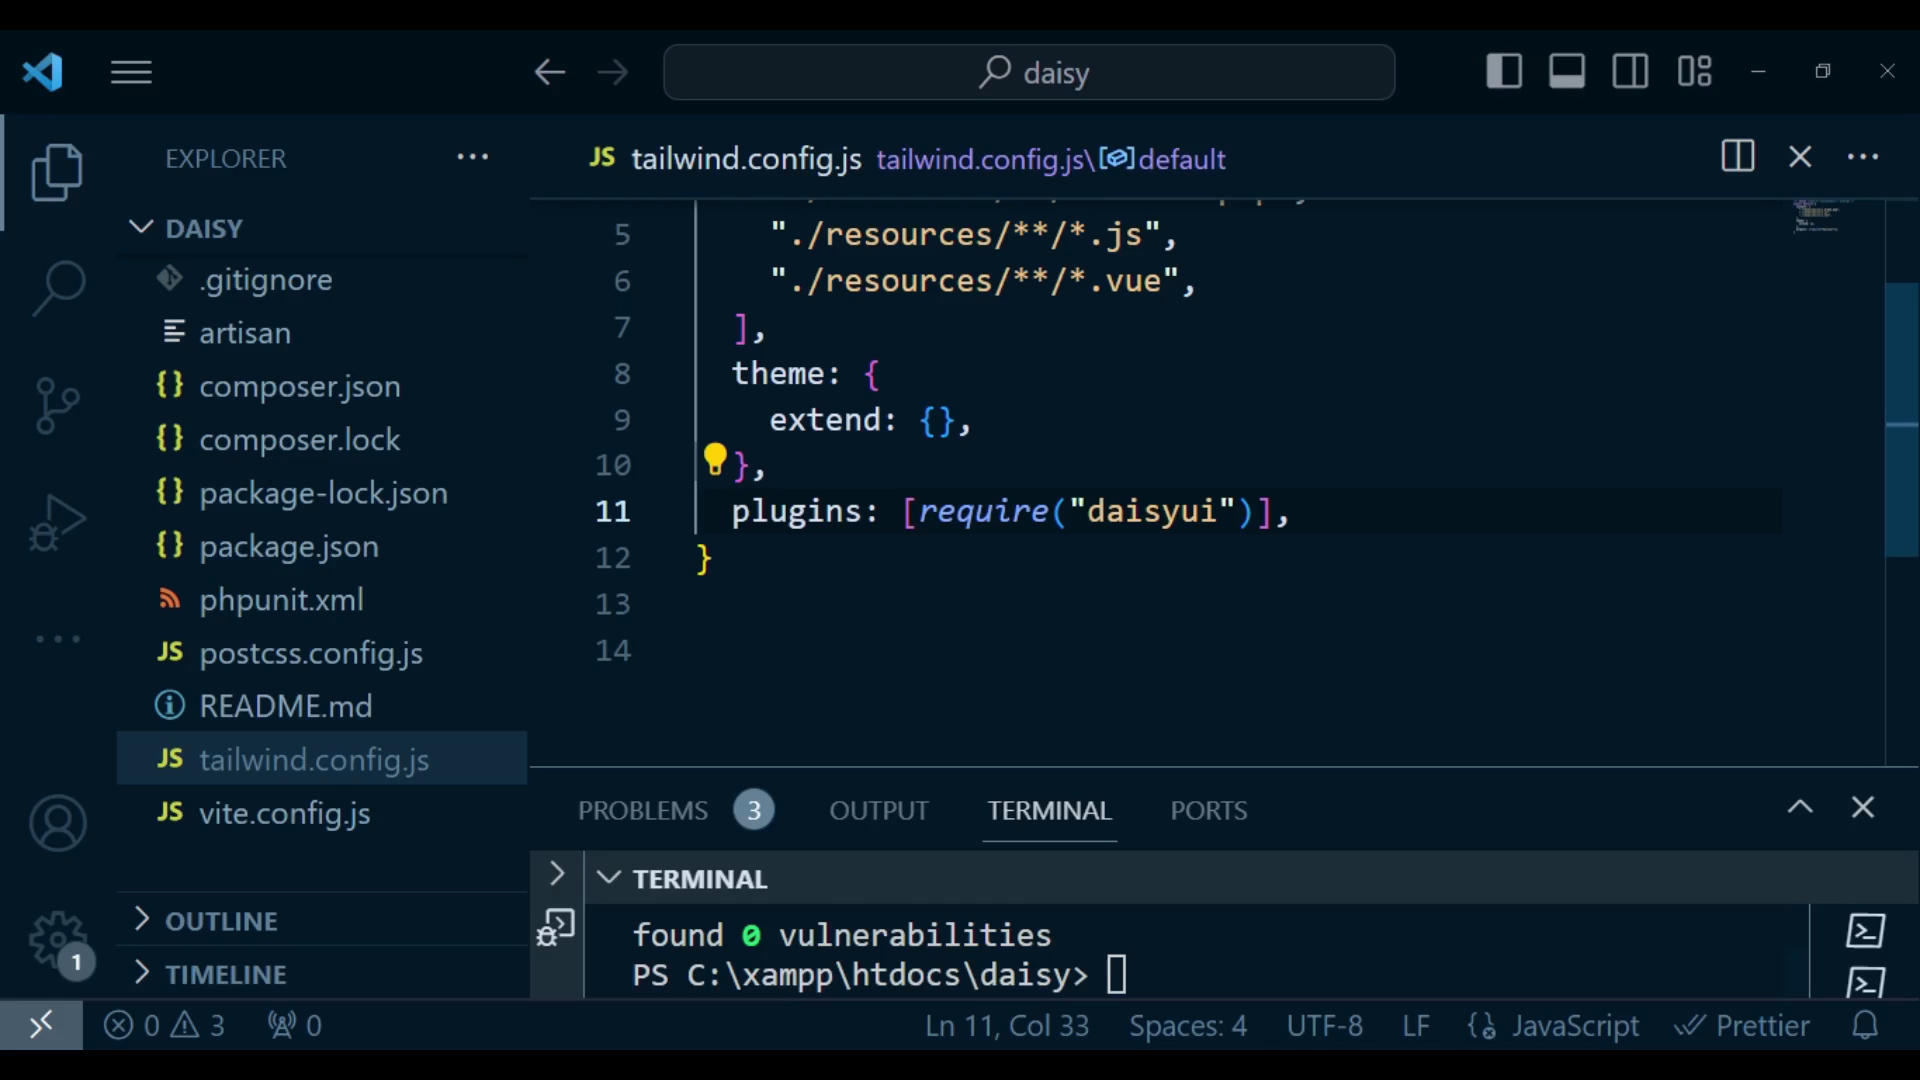 daisy
EXPLORER
DAISY
.gitignore
artisan
composer.json
composer.lock
package-lock.json
package.json
phpunit.xml
JS postcss.config.js
README.md
JS tailwind.config.js
JS vite.config.js
OUTLINE
TIMELINE
1
JS tailwind.config.js tailwind.config.js\default
5 "./resources/**/*.js",
6 "./resources/**/*.vue",
7 ],
8 theme: {
9 extend: {},
10 },
11 plugins: [require("daisyui")],
12 }
13
14
PROBLEMS 3 OUTPUT TERMINAL PORTS
TERMINAL
found 0 vulnerabilities
PS C:\xampp\htdocs\daisy>
0 3 0 Ln 11, Col 33 Spaces: 4 UTF-8 LF JavaScript Prettier